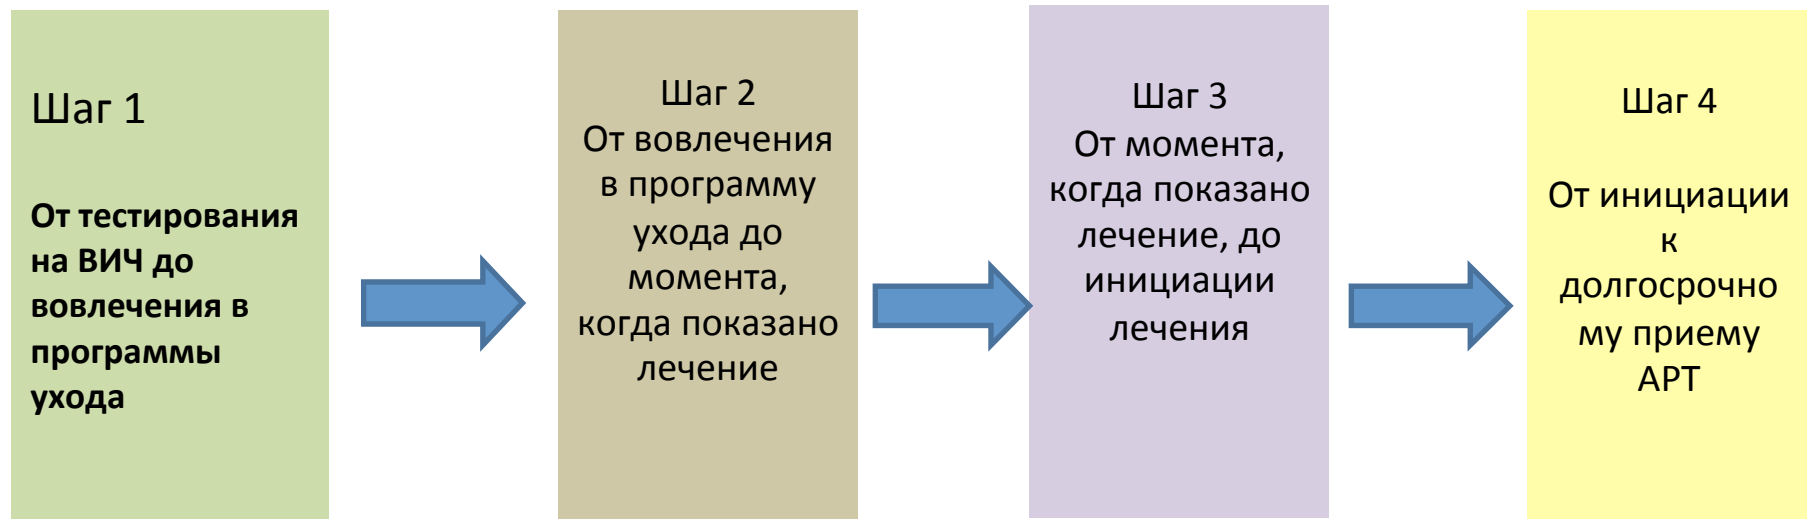 Шаг 1
От тестирования
на ВИЧ до
вовлечения в
программы
ухода
Шаг 2
От вовлечения
в программу
ухода до
момента,
когда показано
лечение
Шаг 3
От момента,
когда показано
лечение, до
инициации
лечения
Шаг 4
От инициации
к
долгосрочно
му приему
АРТ